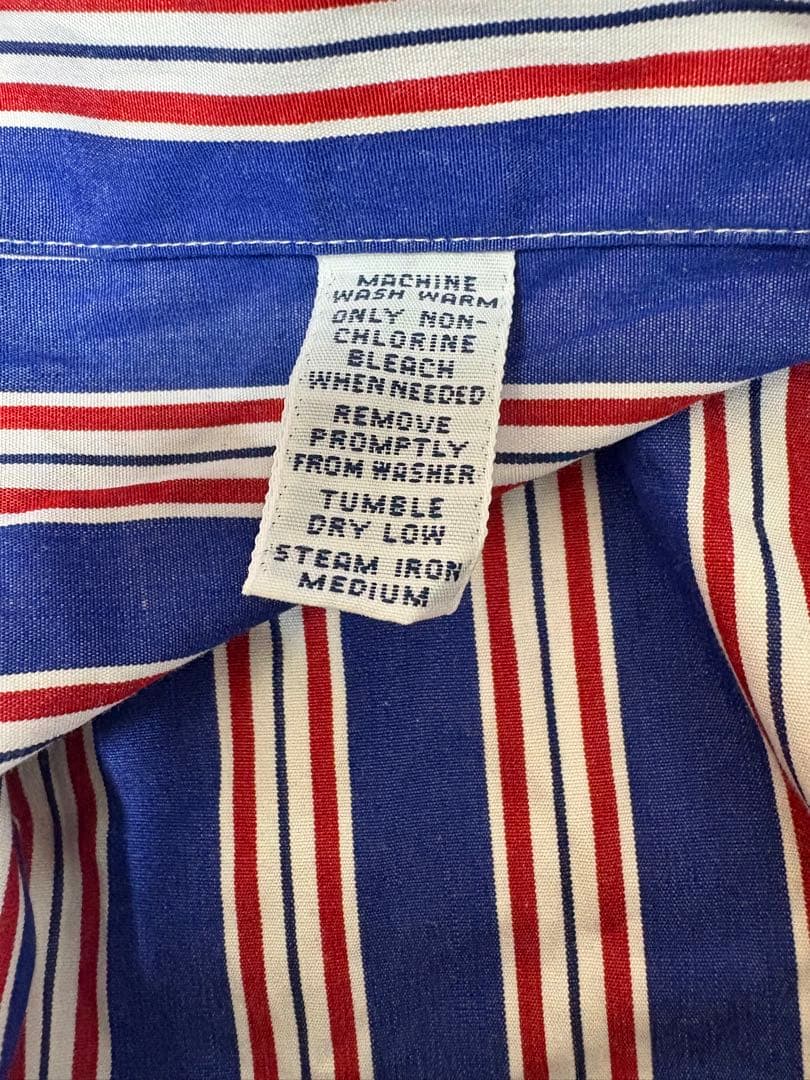 MACHINE
WASH WARM
ONLY NON-
CHLORINE
BLEACH
WHEN NEEDED
REMOVE
PROMPTLY
FROM WASHER
TUMBLE
DRY LOW
STEAM IRON
MEDIUM